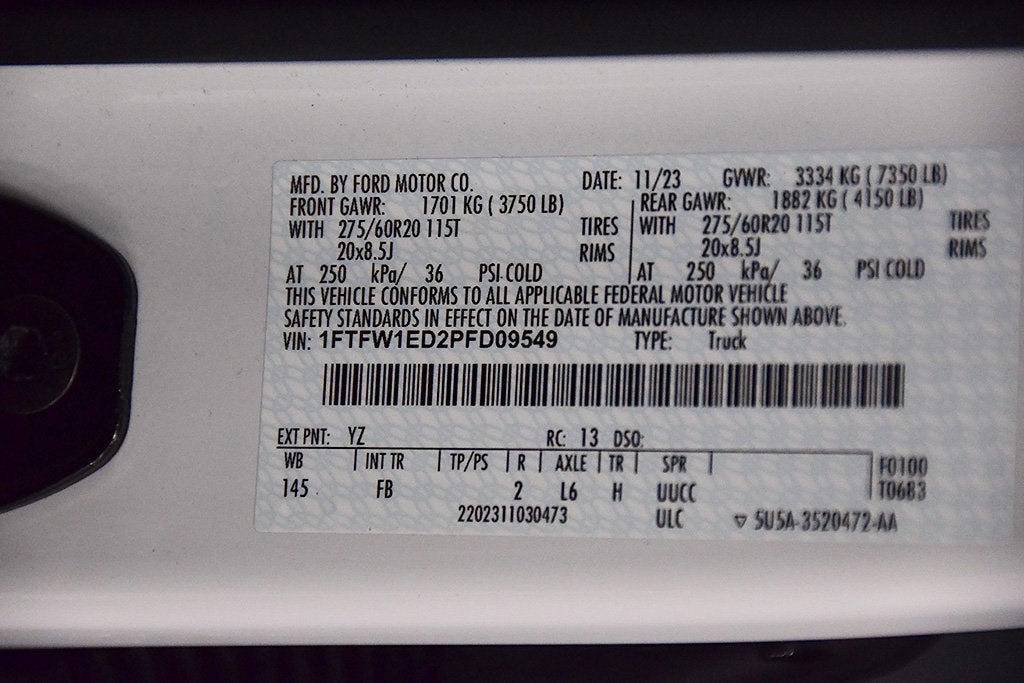 MFD. BY FORD MOTOR CO. DATE: 11/23 GVWR: 3334 KG ( 7350 LB)
FRONT GAWR: 1701 KG ( 3750 LB) REAR GAWR: 1882 KG ( 4150 LB)
WITH 275/60R20 115T TIRES WITH 275/60R20 115T TIRES
20x8.5J RIMS 20x8.5J RIMS
AT 250 kPa/ 36 PSI COLD AT 250 kPa/ 36 PSI COLD
THIS VEHICLE CONFORMS TO ALL APPLICABLE FEDERAL MOTOR VEHICLE
SAFETY STANDARDS IN EFFECT ON THE DATE OF MANUFACTURE SHOWN ABOVE.
VIN: 1FTFW1ED2PFD09549 TYPE: Truck
EXT PNT: YZ RC: 13 DSO:
WB INT TR TP/PS R AXLE TR SPR F0100
145 FB 2 L6 H UUCC T0683
2202311030473 ULC ▽ 5U5A-3520472-AA